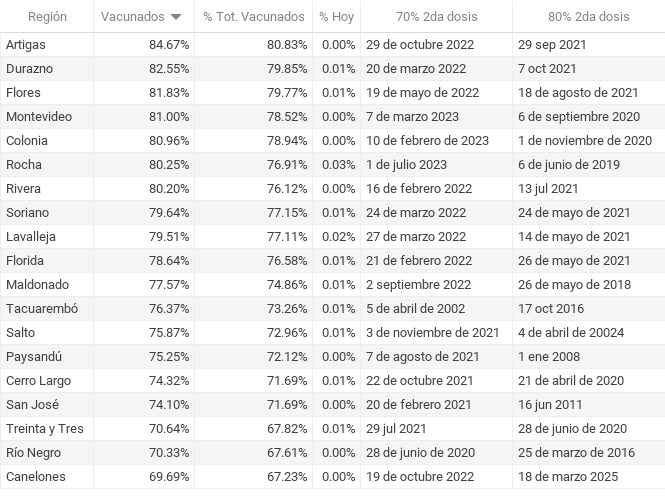 Región Vacunados % Tot. Vacunados % Hoy 70% 2da dosis 80% 2da dosis
Artigas 84.67% 80.83% 0.00% 29 de octubre 2022 29 sep 2021
Durazno 82.55% 79.85% 0.01% 20 de marzo 2022 7 oct 2021
Flores 81.83% 79.77% 0.01% 19 de mayo de 2022 18 de agosto de 2021
Montevideo 81.00% 78.52% 0.00% 7 de marzo 2023 6 de septiembre 2020
Colonia 80.96% 78.94% 0.00% 10 de febrero de 2023 1 de noviembre de 2020
Rocha 80.25% 76.91% 0.03% 1 de julio 2023 6 de junio de 2019
Rivera 80.20% 76.12% 0.00% 16 de febrero 2022 13 jul 2021
Soriano 79.64% 77.15% 0.01% 24 de marzo 2022 24 de mayo de 2021
Lavalleja 79.51% 77.11% 0.02% 27 de marzo 2022 14 de mayo de 2021
Florida 78.64% 76.58% 0.01% 21 de febrero 2022 26 de mayo de 2021
Maldonado 77.57% 74.86% 0.01% 2 septiembre 2022 26 de mayo de 2018
Tacuarembó 76.37% 73.26% 0.01% 5 de abril de 2002 17 oct 2016
Salto 75.87% 72.96% 0.01% 3 de noviembre de 2021 4 de abril de 20024
Paysandú 75.25% 72.12% 0.00% 7 de agosto de 2021 1 ene 2008
Cerro Largo 74.32% 71.69% 0.01% 22 de octubre 2021 21 de abril de 2020
San José 74.10% 71.69% 0.00% 20 de febrero 2021 16 jun 2011
Treinta y Tres 70.64% 67.82% 0.01% 29 jul 2021 28 de junio de 2020
Río Negro 70.33% 67.61% 0.00% 28 de junio de 2020 25 de marzo de 2016
Canelones 69.69% 67.23% 0.00% 19 de octubre 2022 18 de marzo 2025